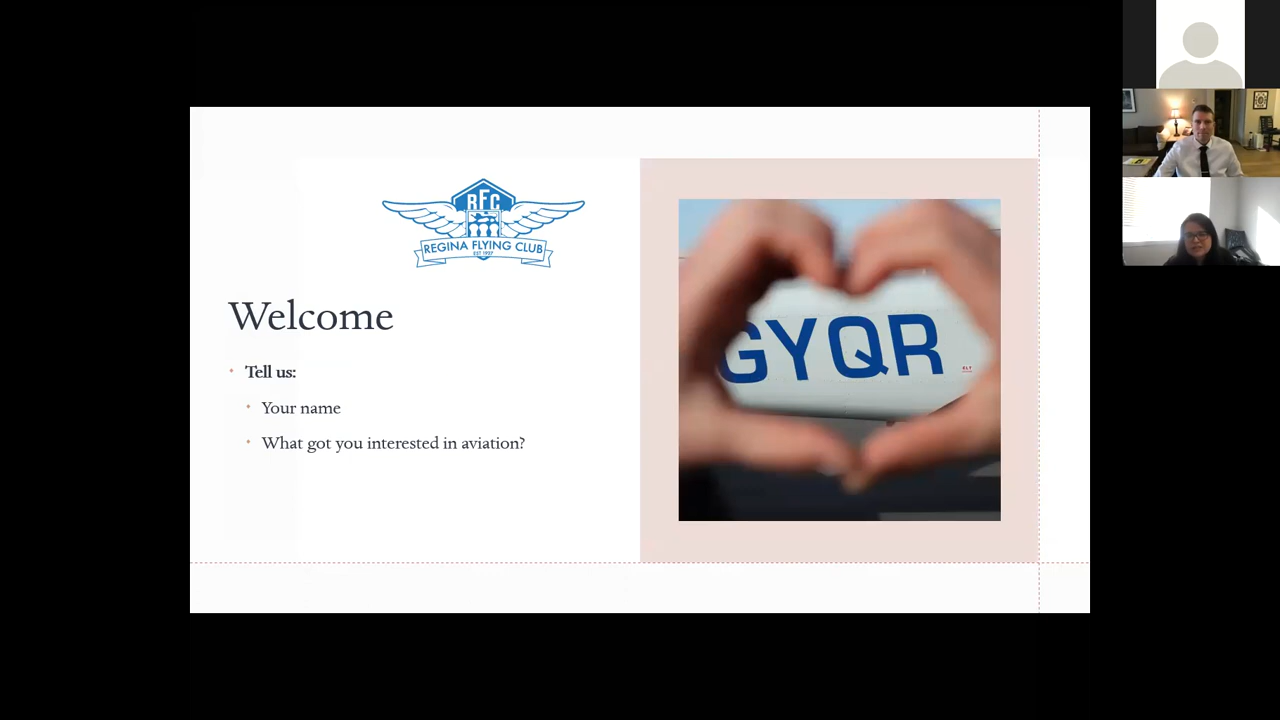 RFC
REGINA FLYING CLUB
EST 1927
Welcome
Tell us:
Your name
What got you interested in aviation?
GYQR